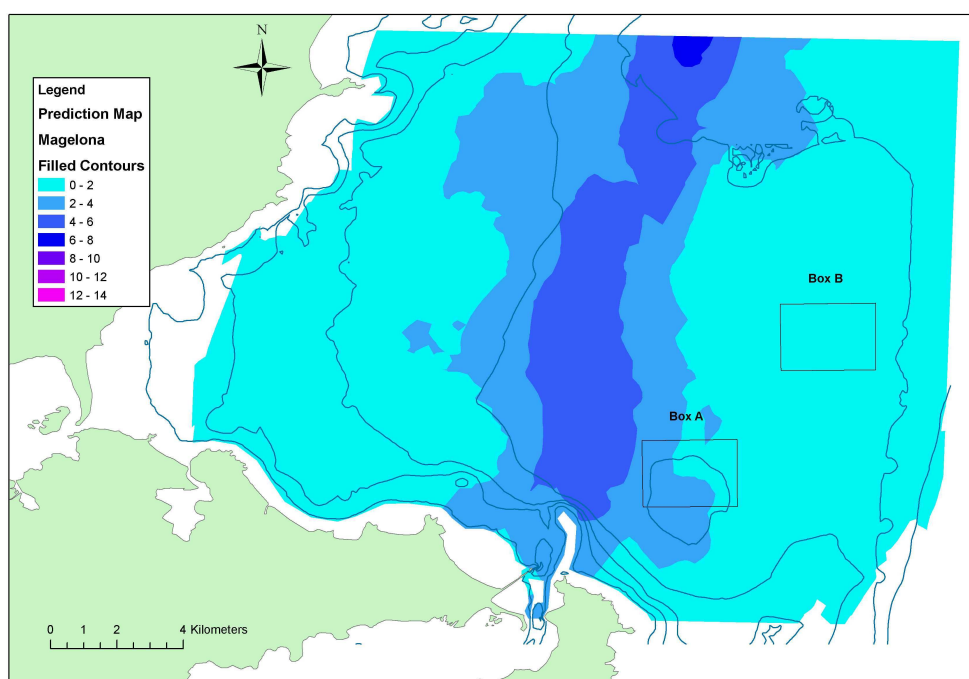 N
Legend
Prediction Map
Magelona
Filled Contours
0 - 2
2 - 4
4 - 6
6 - 8
8 - 10
10 - 12
12 - 14
Box B
Box A
0 1 2 4 Kilometers